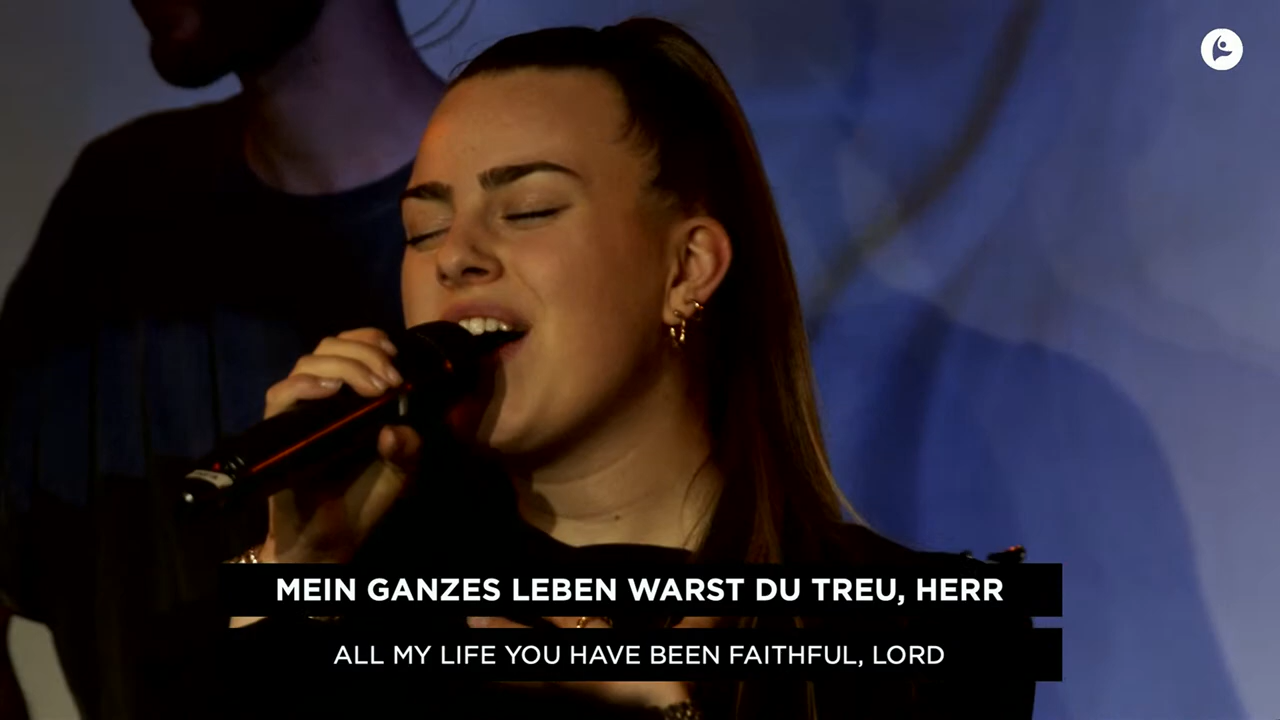 MEIN GANZES LEBEN WARST DU TREU, HERR
ALL MY LIFE YOU HAVE BEEN FAITHFUL, LORD